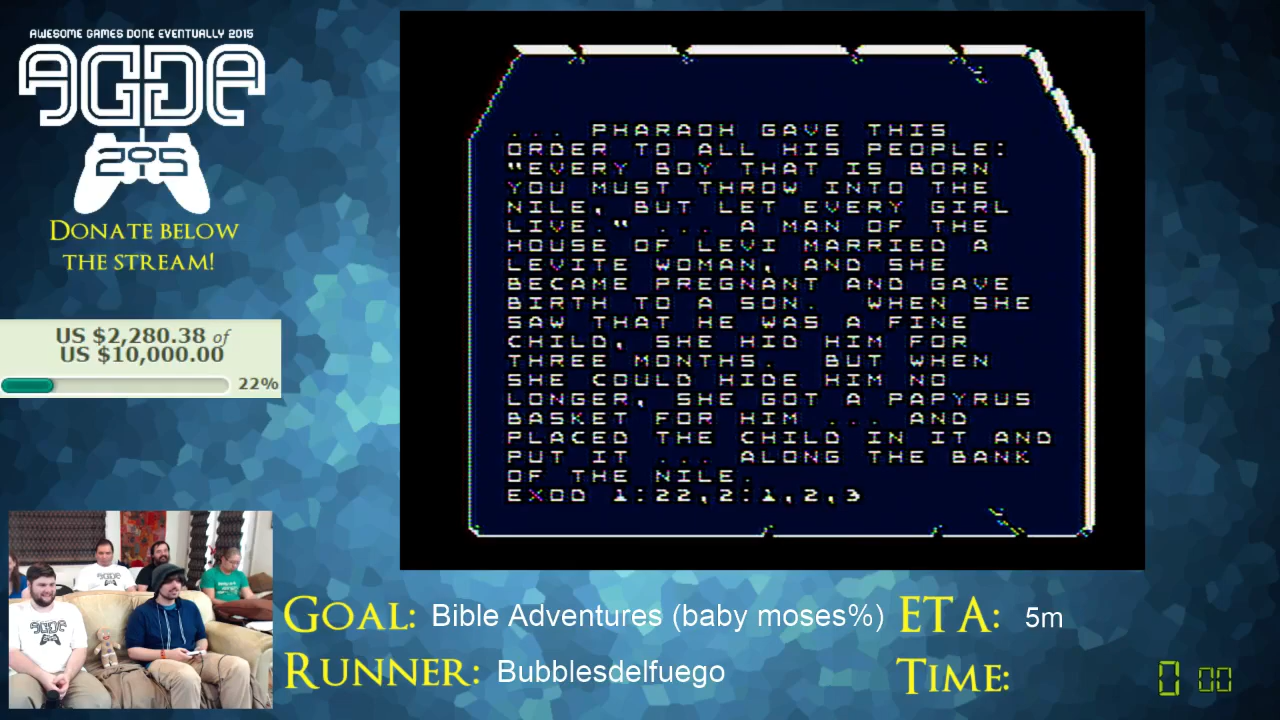 AWESOME GAMES DONE EVENTUALLY 2015
AGDE
2015
DONATE BELOW
THE STREAM!
US $2,280.38 of
US $10,000.00
22%
... PHARAOH GAVE THIS
ORDER TO ALL HIS PEOPLE:
"EVERY BOY THAT IS BORN
YOU MUST THROW INTO THE
NILE, BUT LET EVERY GIRL
LIVE." ... A MAN OF THE
HOUSE OF LEVI MARRIED A
LEVITE WOMAN, AND SHE
BECAME PREGNANT AND GAVE
BIRTH TO A SON. WHEN SHE
SAW THAT HE WAS A FINE
CHILD, SHE HID HIM FOR
THREE MONTHS. BUT WHEN
SHE COULD HIDE HIM NO
LONGER, SHE GOT A PAPYRUS
BASKET FOR HIM ... AND
PLACED THE CHILD IN IT AND
PUT IT ... ALONG THE BANK
OF THE NILE.
EXOD 1:22,2:1,2,3
GOAL: Bible Adventures (baby moses%) ETA: 5m
RUNNER: Bubblesdelfuego TIME: 0 00